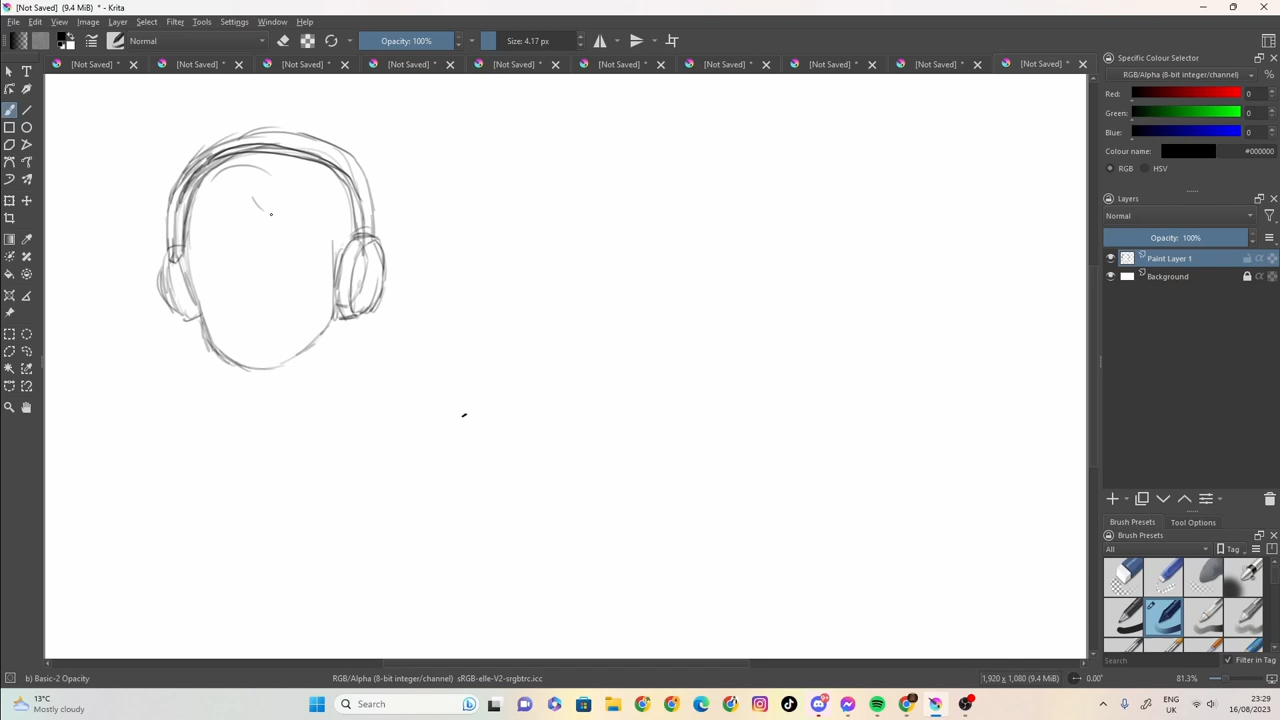 [Not Saved] (9.4 MiB) * - Krita
File Edit View Image Layer Select Filter Tools Settings Window Help
Normal Opacity: 100% Size: 4.17 px
[Not Saved] * [Not Saved] * [Not Saved] * [Not Saved] * [Not Saved] * [Not Saved] * [Not Saved] * [Not Saved] * [Not Saved] * [Not Saved] *
Specific Colour Selector
RGB/Alpha (8-bit integer/channel) %
Red: 0
Green: 0
Blue: 0
Colour name: #000000
RGB HSV
Layers
Normal
Opacity: 100%
Paint Layer 1
Background
Brush Presets Tool Options
Brush Presets
All Tag
Search Filter in Tag
b) Basic-2 Opacity RGB/Alpha (8-bit integer/channel) sRGB-elle-V2-srgbtrc.icc 1,920 x 1,080 (9.4 MiB) 0.00° 81.3%
13°C
Mostly cloudy
Search
ENG
UK
23:29
16/08/2023